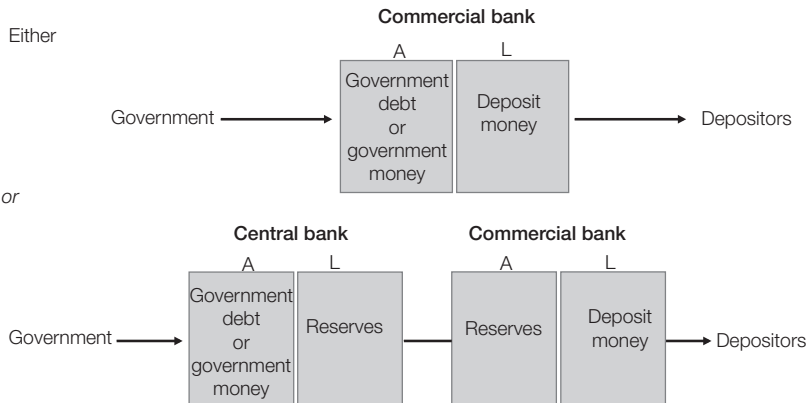 Commercial bank
Either
A L
Government
debt
or
government
money
Deposit
money
Government
Depositors
or
Central bank Commercial bank
A L A L
Government
debt
or
government
money
Reserves
Reserves
Deposit
money
Government
Depositors